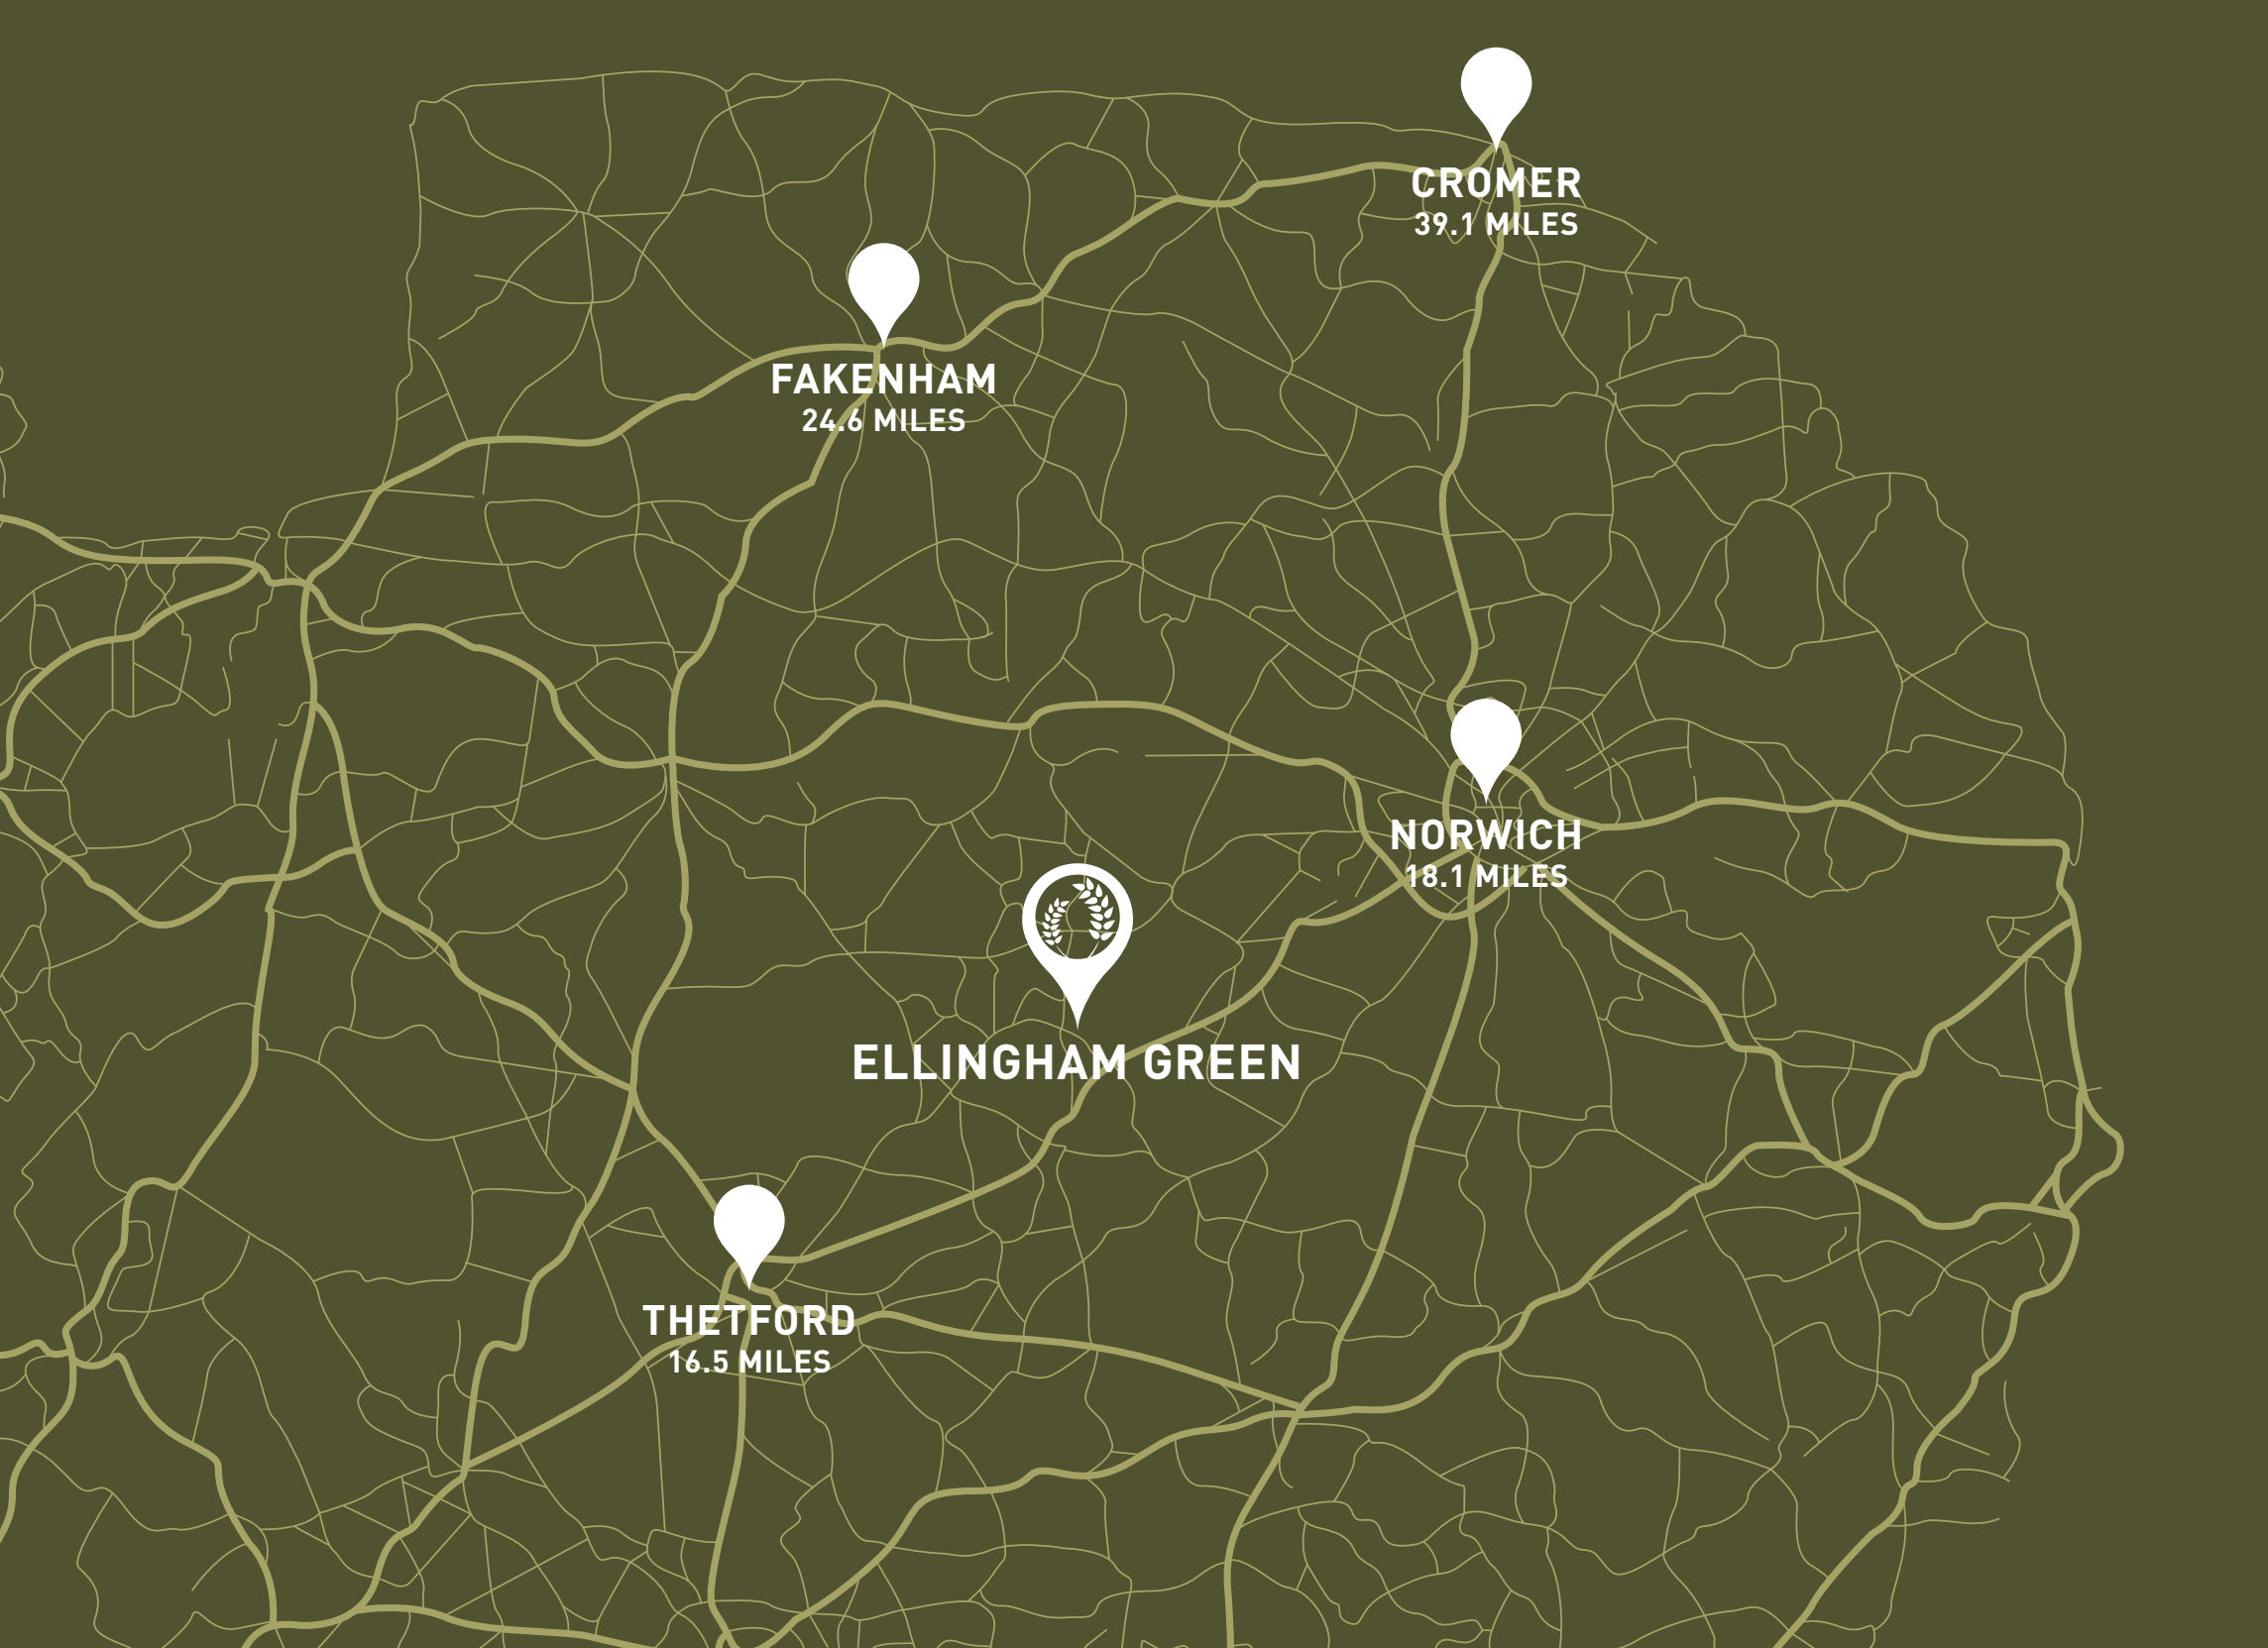 CROMER
39.1 MILES
FAKENHAM
24.6 MILES
NORWICH
18.1 MILES
ELLINGHAM GREEN
THETFORD
16.5 MILES